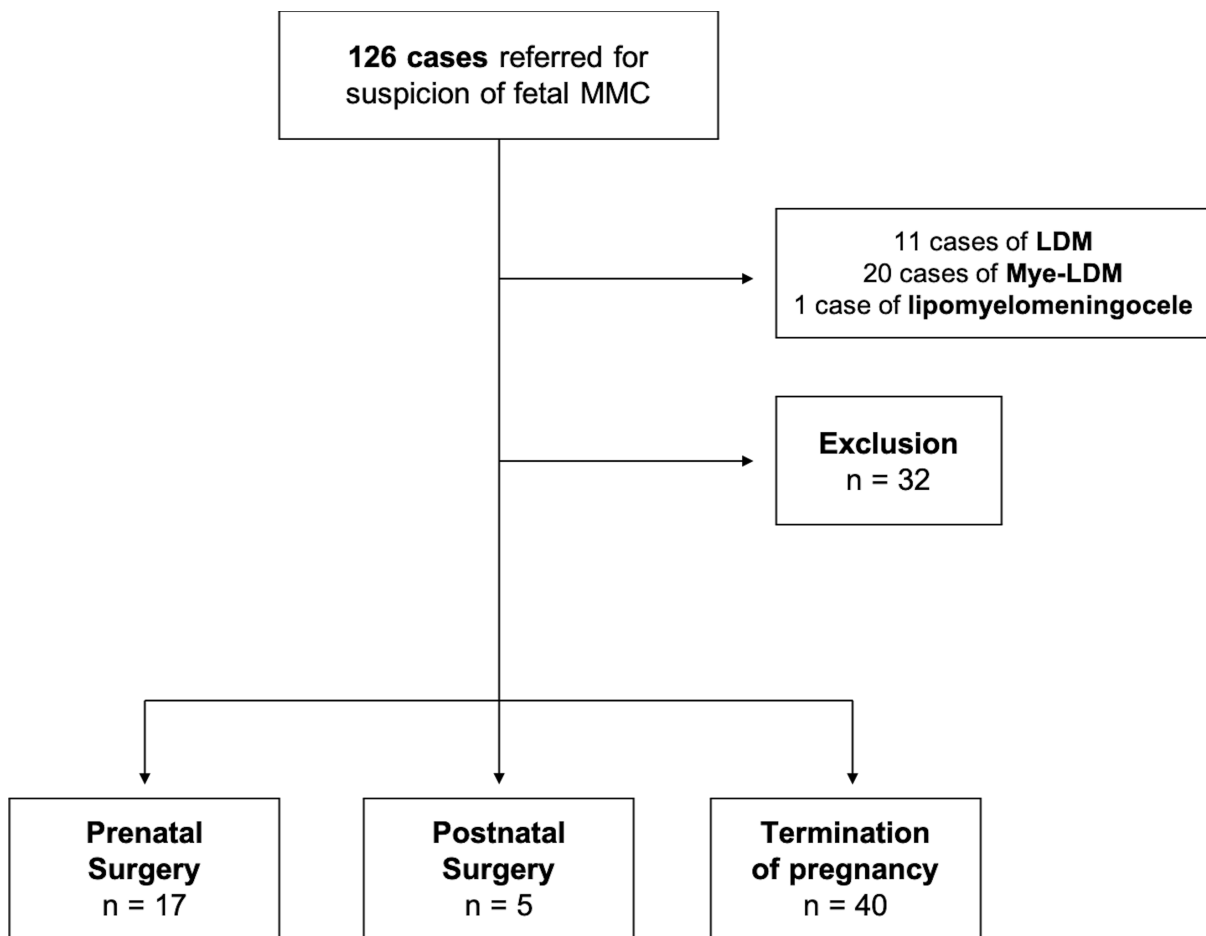 126 cases referred for
suspicion of fetal MMC
11 cases of LDM
20 cases of Mye-LDM
1 case of lipomyelomeningocele
Exclusion
n = 32
Prenatal
Surgery
n = 17
Postnatal
Surgery
n = 5
Termination
of pregnancy
n = 40